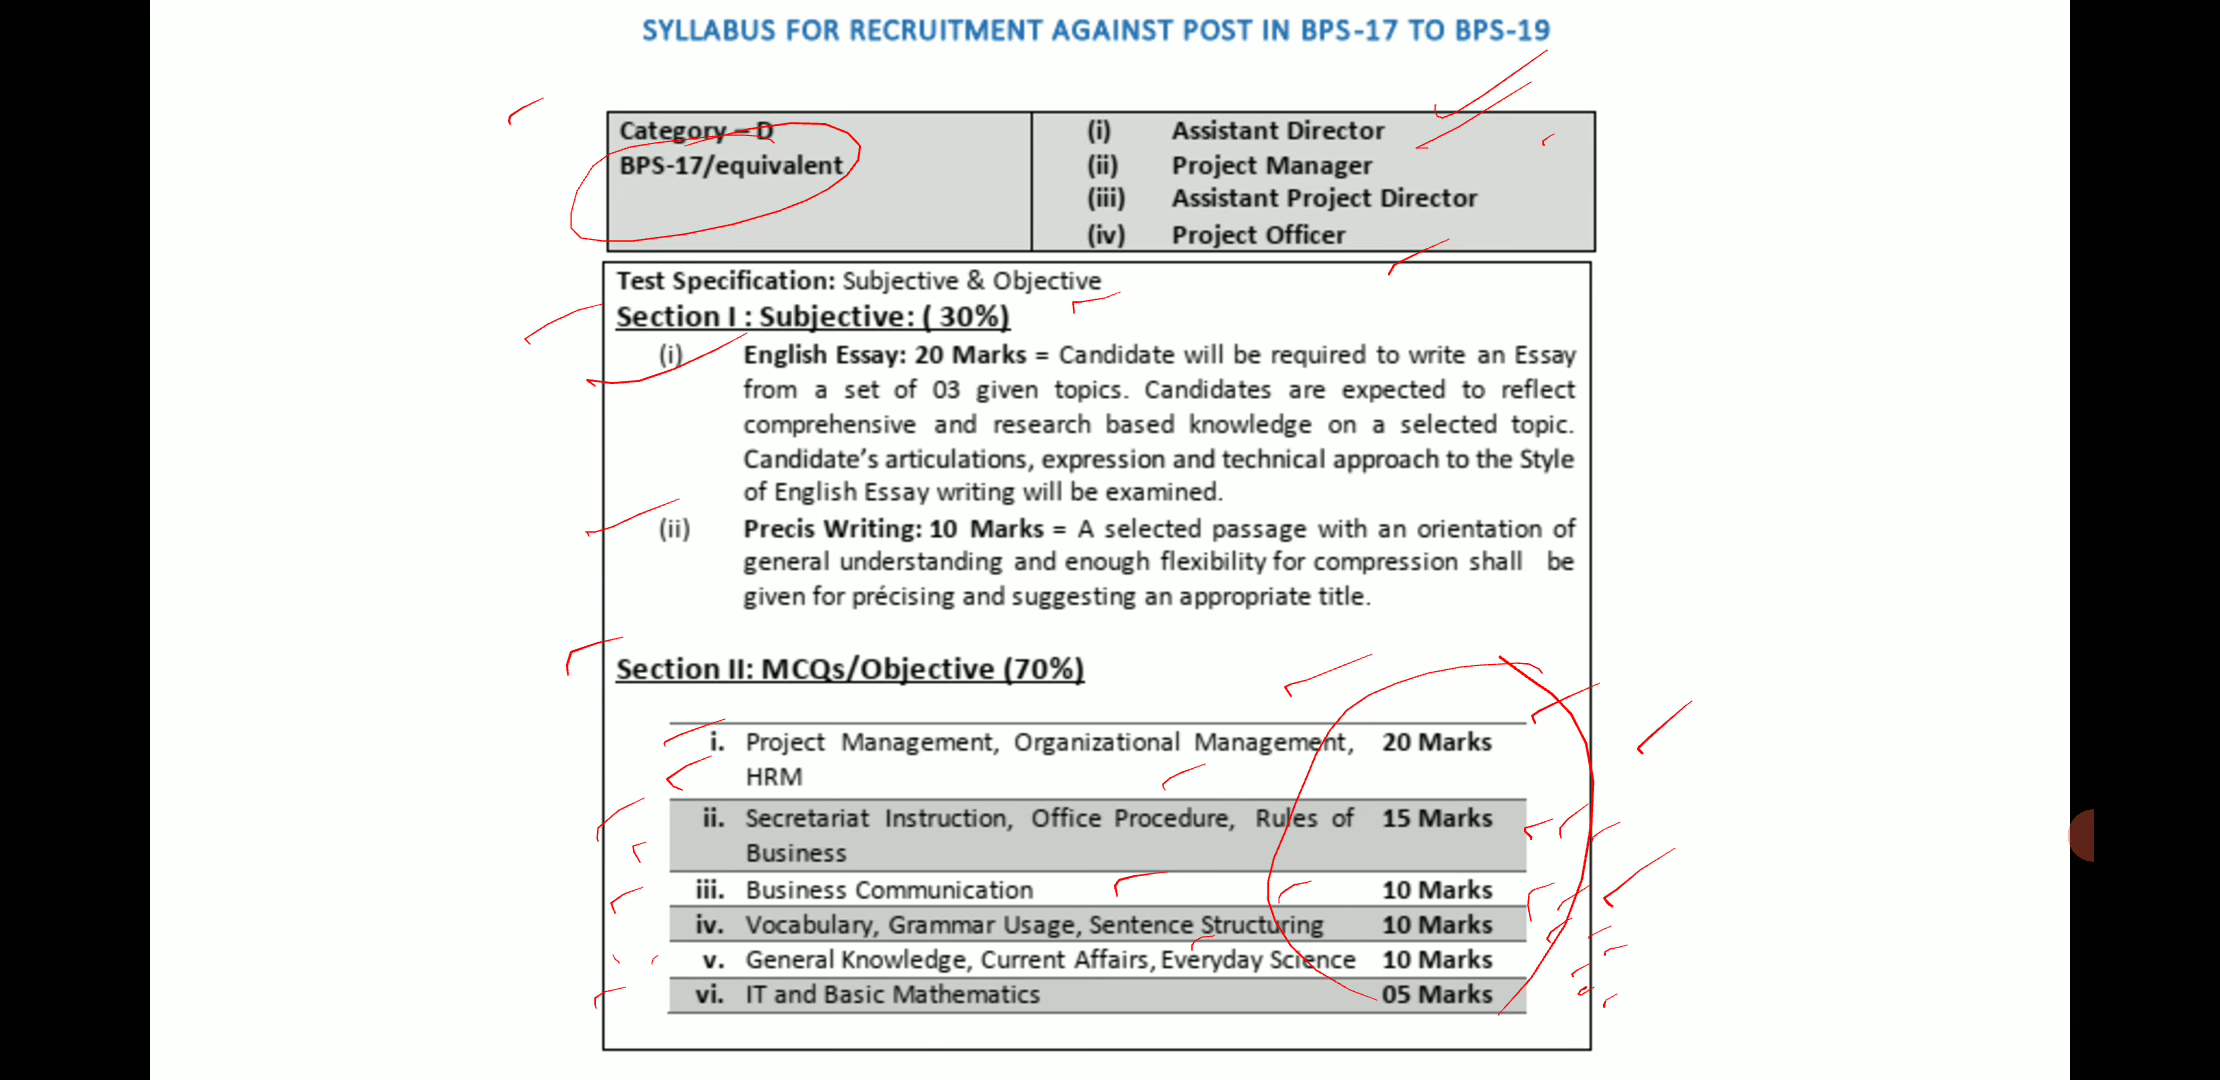 SYLLABUS FOR RECRUITMENT AGAINST POST IN BPS-17 TO BPS-19
Category – D
BPS-17/equivalent
(i) Assistant Director
(ii) Project Manager
(iii) Assistant Project Director
(iv) Project Officer
Test Specification: Subjective & Objective
Section I : Subjective: ( 30%)
(i) English Essay: 20 Marks = Candidate will be required to write an Essay
from a set of 03 given topics. Candidates are expected to reflect
comprehensive and research based knowledge on a selected topic.
Candidate’s articulations, expression and technical approach to the Style
of English Essay writing will be examined.
(ii) Precis Writing: 10 Marks = A selected passage with an orientation of
general understanding and enough flexibility for compression shall be
given for précising and suggesting an appropriate title.
Section II: MCQs/Objective (70%)
i. Project Management, Organizational Management, 20 Marks
HRM
ii. Secretariat Instruction, Office Procedure, Rules of 15 Marks
Business
iii. Business Communication 10 Marks
iv. Vocabulary, Grammar Usage, Sentence Structuring 10 Marks
v. General Knowledge, Current Affairs, Everyday Science 10 Marks
vi. IT and Basic Mathematics 05 Marks